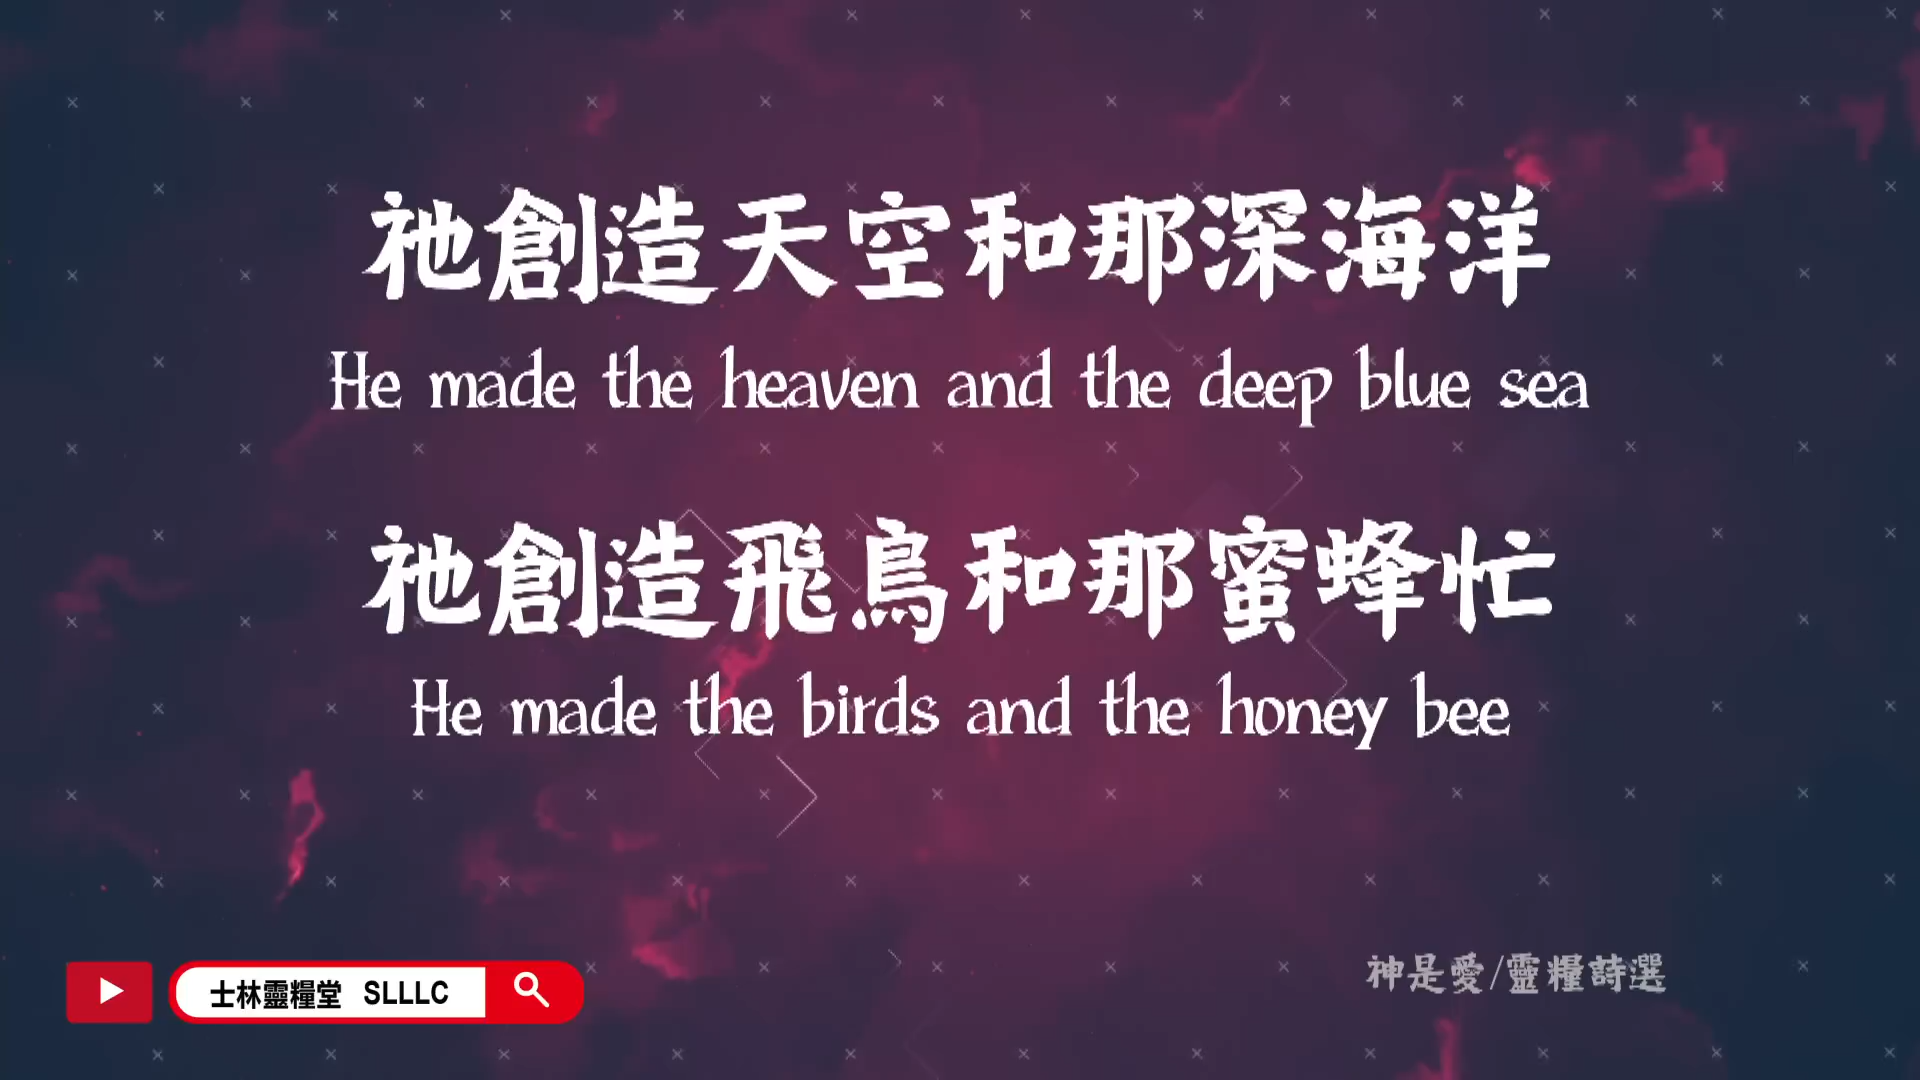 祂創造天空和那深海洋
He made the heaven and the deep blue sea
祂創造飛鳥和那蜜蜂忙
He made the birds and the honey bee
神是愛/靈糧詩選
士林靈糧堂 SLLLC